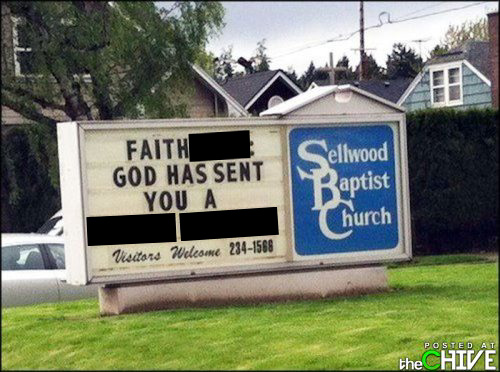 FAITH :
GOD HAS SENT
YOU A
Visitors Welcome 234-1568
Sellwood
Baptist
Church
POSTED AT
theCHIVE